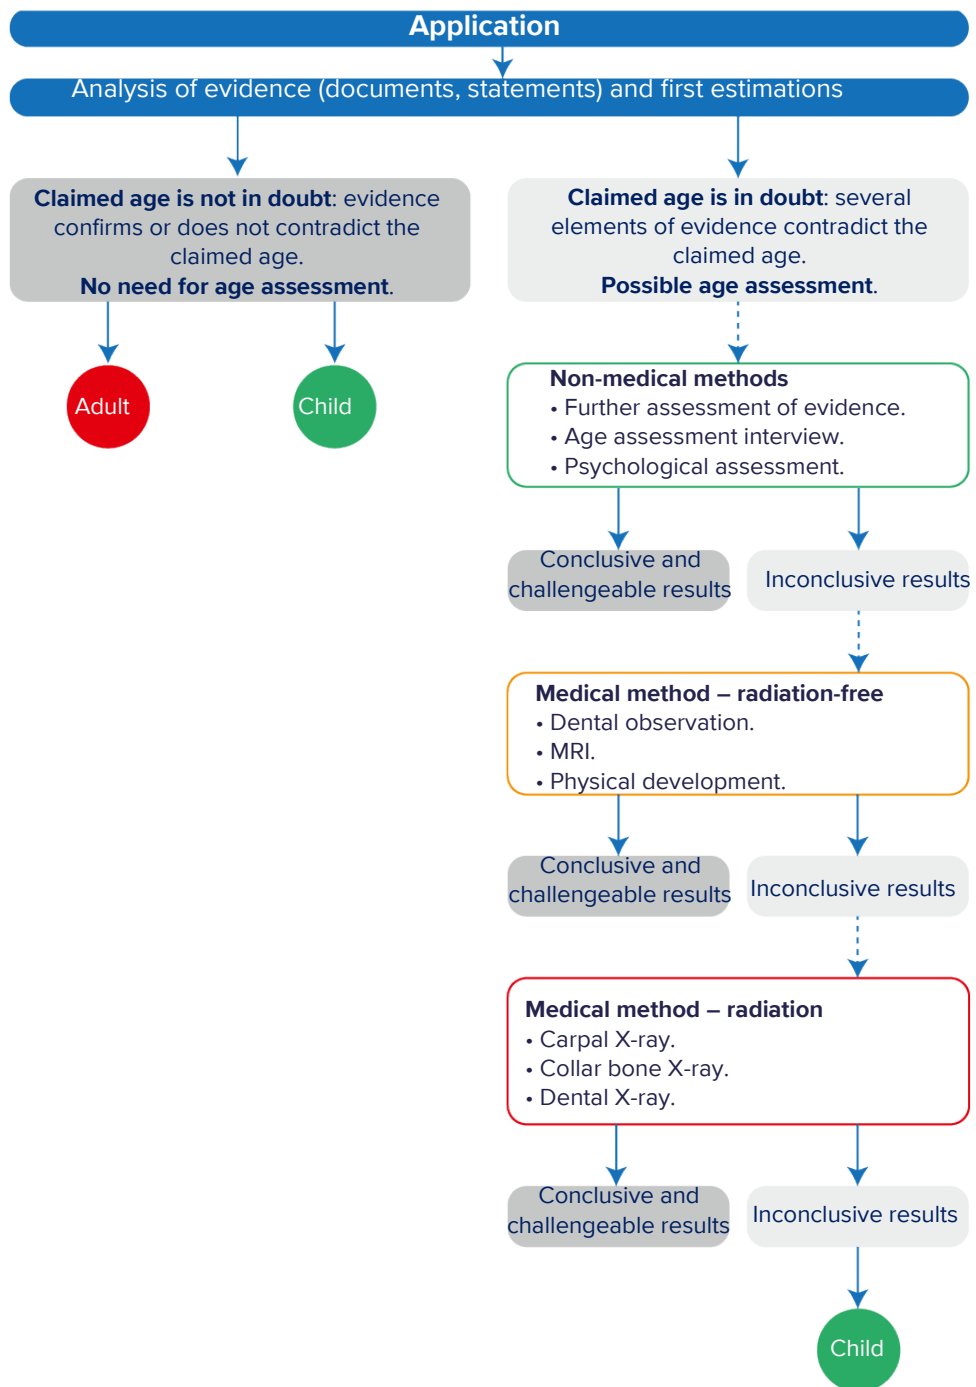 Application
Analysis of evidence (documents, statements) and first estimations
Claimed age is not in doubt: evidence
confirms or does not contradict the
claimed age.
No need for age assessment.
Claimed age is in doubt: several
elements of evidence contradict the
claimed age.
Possible age assessment.
Adult
Child
Non-medical methods
• Further assessment of evidence.
• Age assessment interview.
• Psychological assessment.
Conclusive and
challengeable results
Inconclusive results
Medical method – radiation-free
• Dental observation.
• MRI.
• Physical development.
Conclusive and
challengeable results
Inconclusive results
Medical method – radiation
• Carpal X-ray.
• Collar bone X-ray.
• Dental X-ray.
Conclusive and
challengeable results
Inconclusive results
Child